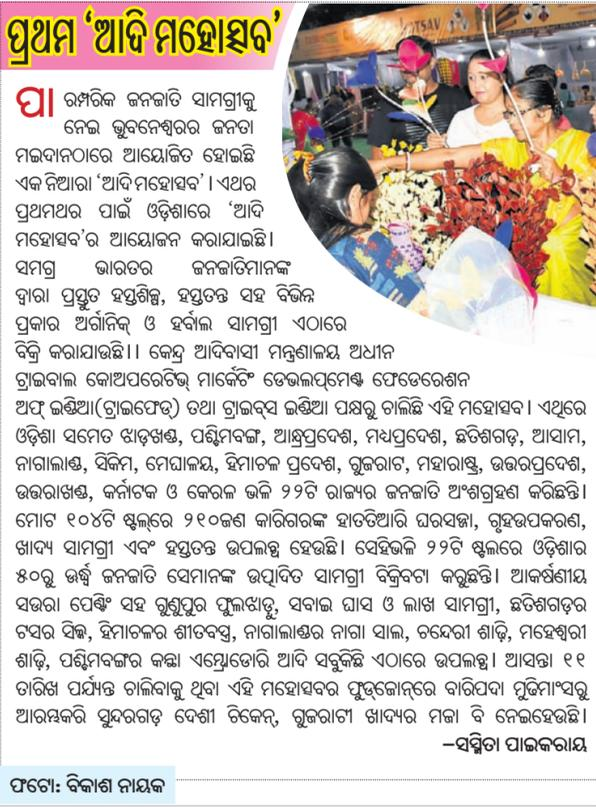 ପ୍ରଥମ ‘ଆଦି ମହୋତ୍ସବ’
TSAV
ପାରମ୍ପରିକ ଜନଜାତି ସାମଗ୍ରୀକୁ
ନେଇ ଭୁବନେଶ୍ୱରର ଜନତା
ମଇଦାନଠାରେ ଆୟୋଜିତ ହୋଇଛି
ଏକ ନିଆରା ‘ଆଦି ମହୋତ୍ସବ’। ଏଥର
ପ୍ରଥମଥର ପାଇଁ ଓଡ଼ିଶାରେ ‘ଆଦି
ମହୋତ୍ସବ’ର ଆୟୋଜନ କରାଯାଇଛି।
ସମଗ୍ର ଭାରତର ଜନଜାତିମାନଙ୍କ
ଦ୍ୱାରା ପ୍ରସ୍ତୁତ ହସ୍ତଶିଳ୍ପ, ହସ୍ତତନ୍ତ ସହ ବିଭିନ୍ନ
ପ୍ରକାର ଅର୍ଗାନିକ୍ ଓ ହର୍ବାଲ ସାମଗ୍ରୀ ଏଠାରେ
ବିକ୍ରି କରାଯାଉଛି।। କେନ୍ଦ୍ର ଆଦିବାସୀ ମନ୍ତ୍ରଣାଳୟ ଅଧୀନ
ଟ୍ରାଇବାଲ କୋଅପରେଟିଭ୍ ମାର୍କେଟିଂ ଡେଭଲପ୍‌ମେଣ୍ଟ ଫେଡେରେଶନ
ଅଫ୍ ଇଣ୍ଡିଆ(ଟ୍ରାଇଫେଡ୍) ତଥା ଟ୍ରାଇବ୍‌ସ ଇଣ୍ଡିଆ ପକ୍ଷରୁ ଚାଲିଛି ଏହି ମହୋସବ। ଏଥିରେ
ଓଡ଼ିଶା ସମେତ ଝାଡ଼ଖଣ୍ଡ, ପଶ୍ଚିମବଙ୍ଗ, ଆନ୍ଧ୍ରପ୍ରଦେଶ, ମଧ୍ୟପ୍ରଦେଶ, ଛତିଶଗଡ଼, ଆସାମ,
ନାଗାଲାଣ୍ଡ, ସିକିମ, ମେଘାଳୟ, ହିମାଚଳ ପ୍ରଦେଶ, ଗୁଜରାଟ, ମହାରାଷ୍ଟ୍ର, ଉତ୍ତରପ୍ରଦେଶ,
ଉତ୍ତରାଖଣ୍ଡ, କର୍ନାଟକ ଓ କେରଳ ଭଳି ୨୨ଟି ରାଜ୍ୟର ଜନଜାତି ଅଂଶଗ୍ରହଣ କରିଛନ୍ତି।
ମୋଟ ୧୦୪ଟି ଷ୍ଟଲ୍‌ରେ ୨୧୦ଜଣ କାରିଗରଙ୍କ ହାତତିଆରି ଘରସଜ୍ଜା, ଗୃହଉପକରଣ,
ଖାଦ୍ୟ ସାମଗ୍ରୀ ଏବଂ ହସ୍ତତନ୍ତ ଉପଲବ୍ଧ ହେଉଛି। ସେହିଭଳି ୨୨ଟି ଷ୍ଟଲରେ ଓଡ଼ିଶାର
୫୦ରୁ ଊର୍ଦ୍ଧ୍ୱ ଜନଜାତି ସେମାନଙ୍କ ଉତ୍ପାଦିତ ସାମଗ୍ରୀ ବିକ୍ରିବଟା କରୁଛନ୍ତି। ଆକର୍ଷଣୀୟ
ସଉରା ପେଣ୍ଟିଂ ସହ ଗୁଣୁପୁର ଫୁଲଝାଡ଼ୁ, ସବାଇ ଘାସ ଓ ଲାଖ ସାମଗ୍ରୀ, ଛତିଶଗଡ଼ର
ଟସର ସିଲ୍କ, ହିମାଚଳର ଶୀତବସ୍ତ୍ର, ନାଗାଲାଣ୍ଡର ନାଗା ସାଲ, ଚନ୍ଦେରୀ ଶାଢ଼ି, ମହେଶ୍ୱରୀ
ଶାଢ଼ି, ପଶ୍ଚିମବଙ୍ଗର କନ୍ଥା ଏମ୍ବ୍ରୋଡୋରି ଆଦି ସବୁକିଛି ଏଠାରେ ଉପଲବ୍ଧ। ଆସନ୍ତା ୧୧
ତାରିଖ ପର୍ଯ୍ୟନ୍ତ ଚାଲିବାକୁ ଥିବା ଏହି ମହୋସବର ଫୁଡ୍‌ଜୋନ୍‌ରେ ବାରିପଦା ମୁଢିମାଂସରୁ
ଆରମ୍ଭକରି ସୁନ୍ଦରଗଡ଼ ଦେଶୀ ଚିକେନ୍, ଗୁଜରାଟୀ ଖାଦ୍ୟର ମଜା ବି ନେଇହେଉଛି।
–ସସ୍ମିତା ପାଇକରାୟ
ଫଟୋ: ବିକାଶ ନାୟକ